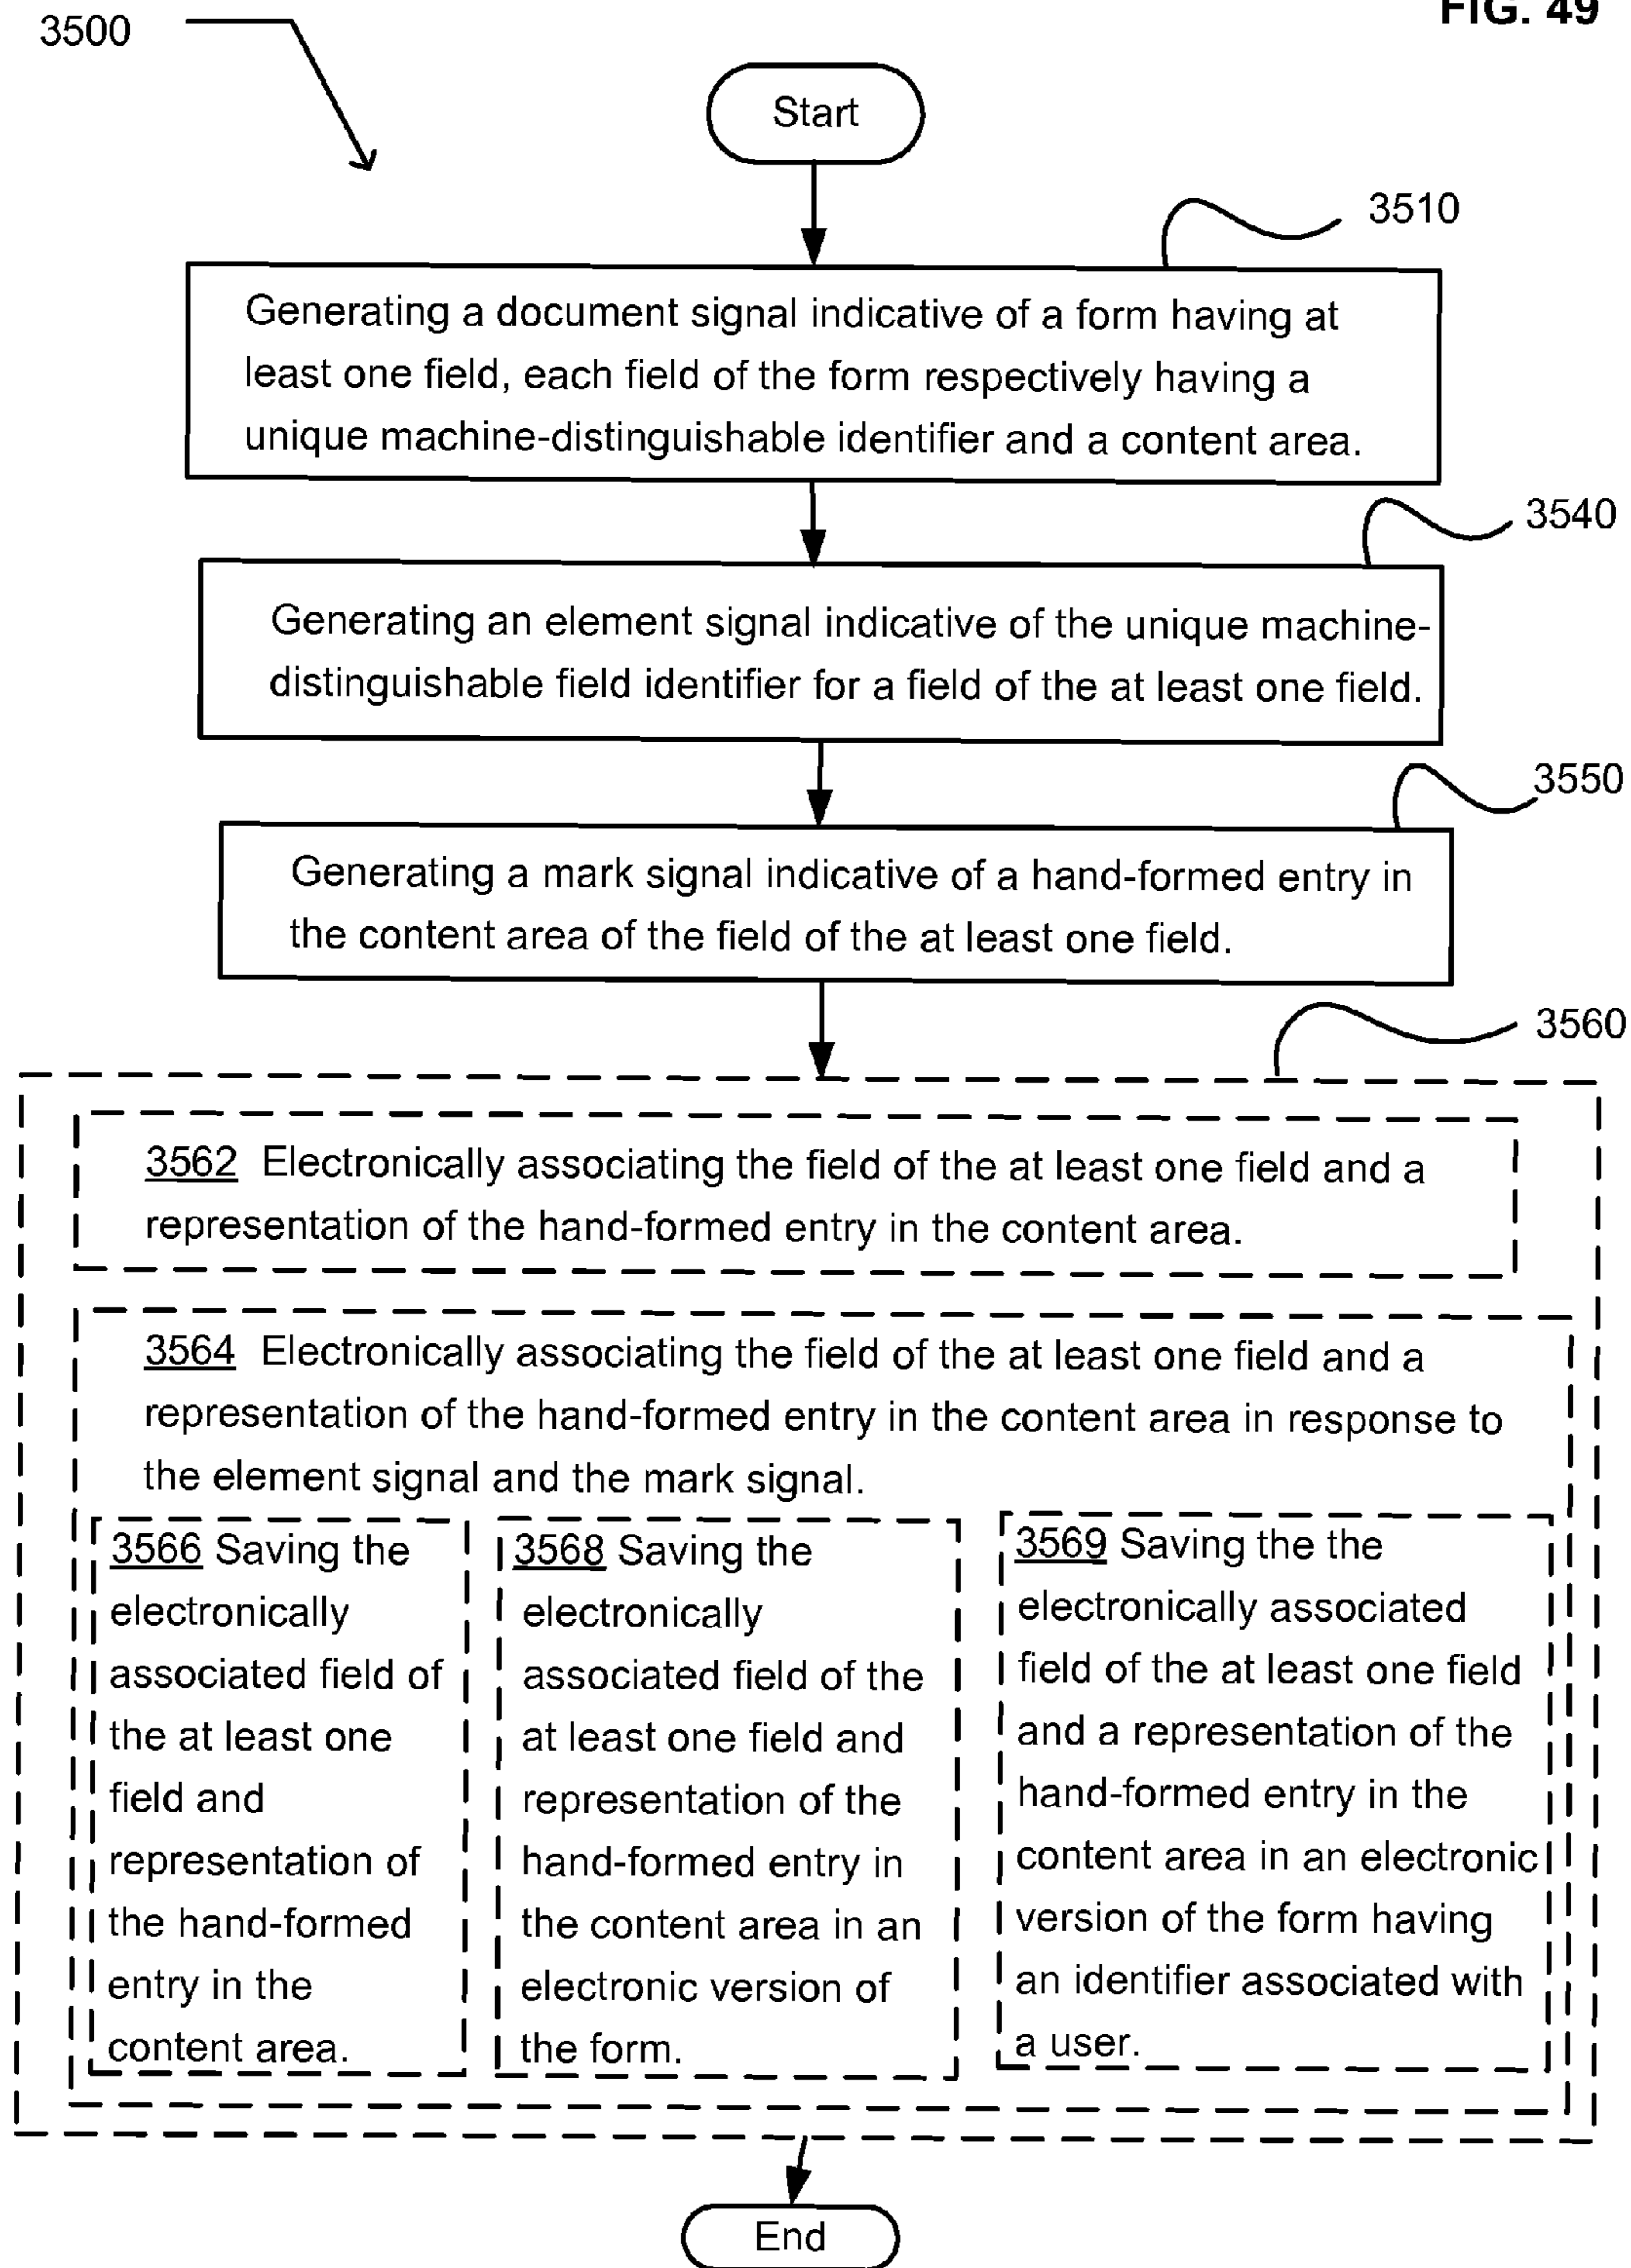 FIG. 49
3500
Start
3510
Generating a document signal indicative of a form having at
least one field, each field of the form respectively having a
unique machine-distinguishable identifier and a content area.
3540
Generating an element signal indicative of the unique machine-
distinguishable field identifier for a field of the at least one field.
3550
Generating a mark signal indicative of a hand-formed entry in
the content area of the field of the at least one field.
3560
3562 Electronically associating the field of the at least one field and a
representation of the hand-formed entry in the content area.
3564 Electronically associating the field of the at least one field and a
representation of the hand-formed entry in the content area in response to
the element signal and the mark signal.
3566 Saving the
electronically
associated field of
the at least one
field and
representation of
the hand-formed
entry in the
content area.
3568 Saving the
electronically
associated field of the
at least one field and
representation of the
hand-formed entry in
the content area in an
electronic version of
the form.
3569 Saving the the
electronically associated
field of the at least one field
and a representation of the
hand-formed entry in the
content area in an electronic
version of the form having
an identifier associated with
a user.
End